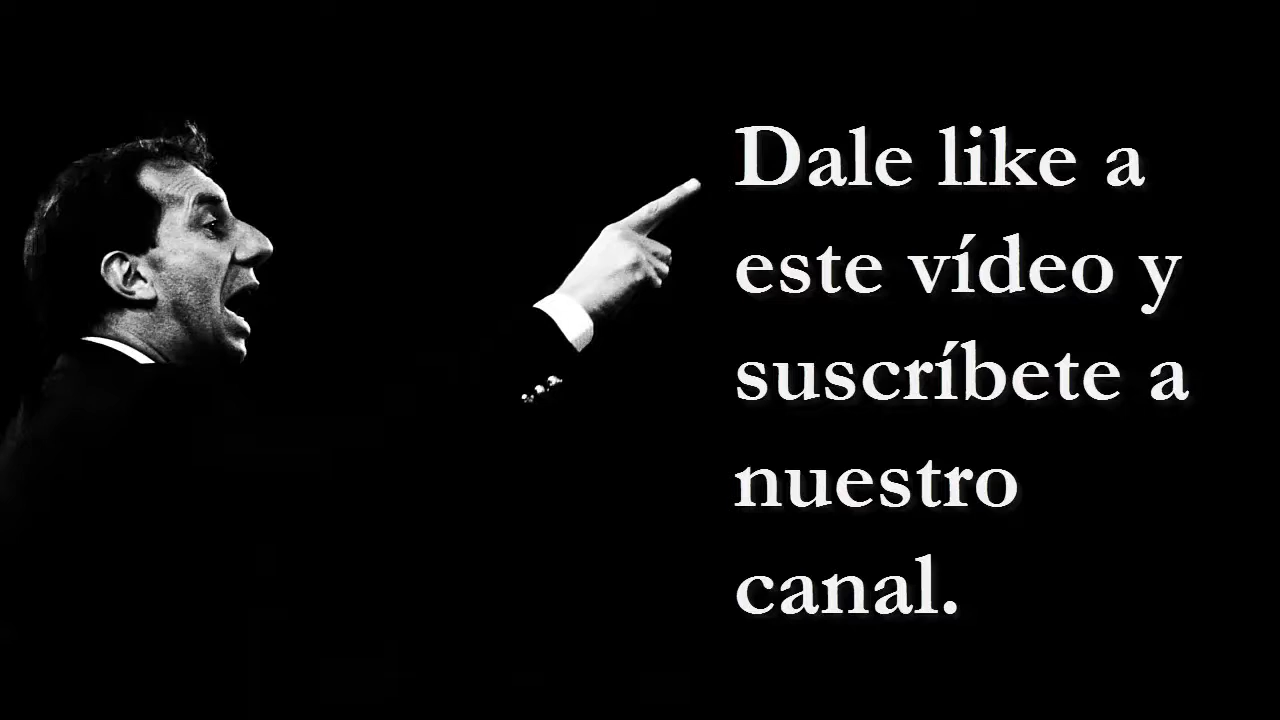 Dale like a
este vídeo y
suscríbete a
nuestro
canal.